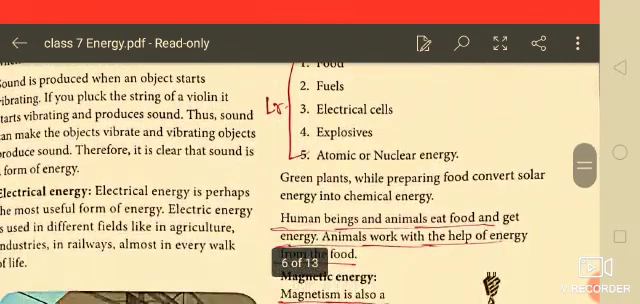 class 7 Energy.pdf - Read-only
Sound is produced when an object starts
vibrating. If you pluck the string of a violin it
starts vibrating and produces sound. Thus, sound
can make the objects vibrate and vibrating objects
produce sound. Therefore, it is clear that sound is
a form of energy.
Electrical energy: Electrical energy is perhaps
the most useful form of energy. Electric energy
is used in different fields like in agriculture,
industries, in railways, almost in every walk
of life.
1. Food
2. Fuels
3. Electrical cells
4. Explosives
5. Atomic or Nuclear energy.
Green plants, while preparing food convert solar
energy into chemical energy.
Human beings and animals eat food and get
energy. Animals work with the help of energy
from the food.
6 of 13
Magnetic energy:
Magnetism is also a
V RECORDER